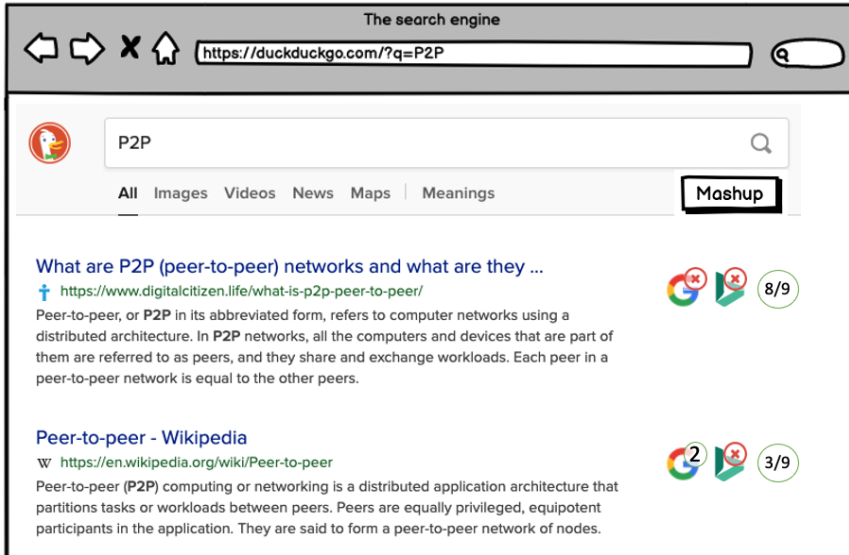 The search engine
https://duckduckgo.com/?q=P2P
P2P
All Images Videos News Maps Meanings
Mashup
What are P2P (peer-to-peer) networks and what are they ...
https://www.digitalcitizen.life/what-is-p2p-peer-to-peer/
8/9
Peer-to-peer, or P2P in its abbreviated form, refers to computer networks using a
distributed architecture. In P2P networks, all the computers and devices that are part of
them are referred to as peers, and they share and exchange workloads. Each peer in a
peer-to-peer network is equal to the other peers.
Peer-to-peer - Wikipedia
W https://en.wikipedia.org/wiki/Peer-to-peer
2 3/9
Peer-to-peer (P2P) computing or networking is a distributed application architecture that
partitions tasks or workloads between peers. Peers are equally privileged, equipotent
participants in the application. They are said to form a peer-to-peer network of nodes.